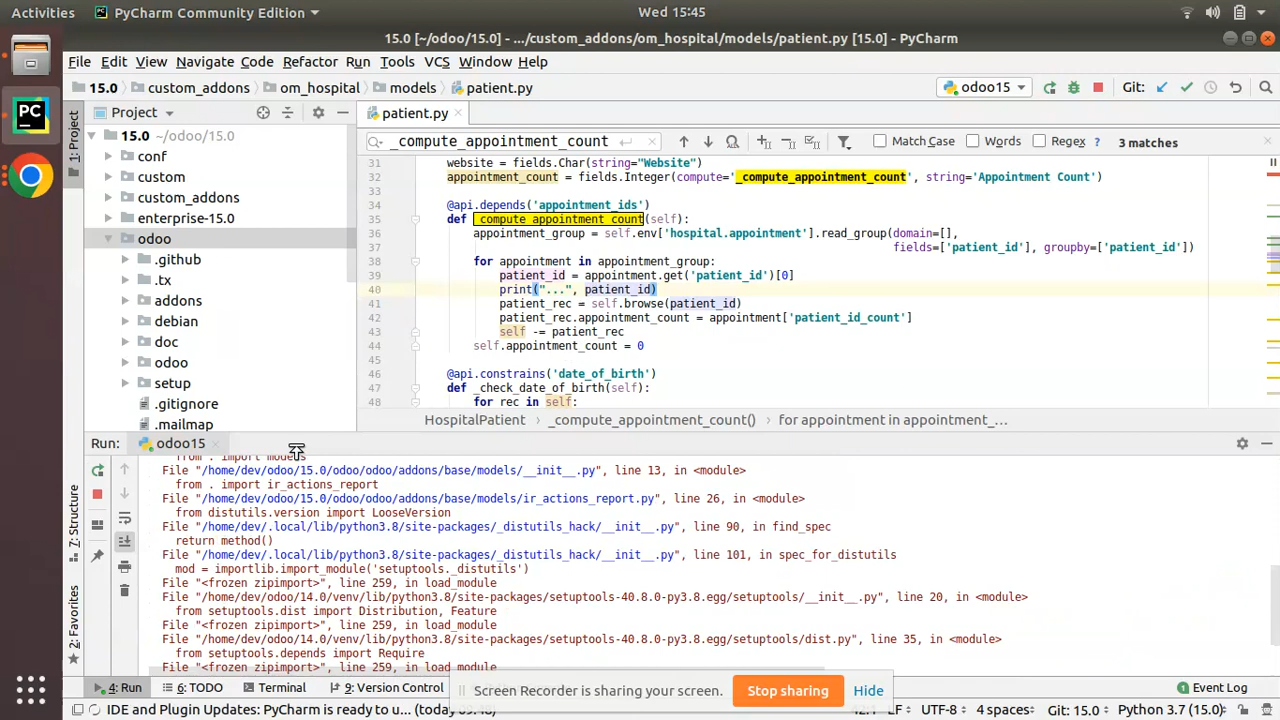 Activities PyCharm Community Edition Wed 15:45
15.0 [~/odoo/15.0] - .../custom_addons/om_hospital/models/patient.py [15.0] - PyCharm
File Edit View Navigate Code Refactor Run Tools VCS Window Help
15.0 custom_addons om_hospital models patient.py odoo15 Git:
Project patient.py
1: Project
_compute_appointment_count Match Case Words Regex ? 3 matches
15.0 ~/odoo/15.0
conf
custom
custom_addons
enterprise-15.0
odoo
.github
.tx
addons
debian
doc
odoo
setup
.gitignore
.mailmap
31 website = fields.Char(string="Website")
32 appointment_count = fields.Integer(compute='_compute_appointment_count', string='Appointment Count')
33
34 @api.depends('appointment_ids')
35 def _compute_appointment_count(self):
36 appointment_group = self.env['hospital.appointment'].read_group(domain=[],
37 fields=['patient_id'], groupby=['patient_id'])
38 for appointment in appointment_group:
39 patient_id = appointment.get('patient_id')[0]
40 print("...", patient_id)
41 patient_rec = self.browse(patient_id)
42 patient_rec.appointment_count = appointment['patient_id_count']
43 self -= patient_rec
44 self.appointment_count = 0
45
46 @api.constrains('date_of_birth')
47 def _check_date_of_birth(self):
48 for rec in self:
HospitalPatient _compute_appointment_count() for appointment in appointment_...
Run: odoo15
from . import models
File "/home/dev/odoo/15.0/odoo/odoo/addons/base/models/__init__.py", line 13, in <module>
from . import ir_actions_report
File "/home/dev/odoo/15.0/odoo/odoo/addons/base/models/ir_actions_report.py", line 26, in <module>
from distutils.version import LooseVersion
File "/home/dev/.local/lib/python3.8/site-packages/_distutils_hack/__init__.py", line 90, in find_spec
return method()
File "/home/dev/.local/lib/python3.8/site-packages/_distutils_hack/__init__.py", line 101, in spec_for_distutils
mod = importlib.import_module('setuptools._distutils')
File "<frozen zipimport>", line 259, in load_module
File "/home/dev/odoo/14.0/venv/lib/python3.8/site-packages/setuptools-40.8.0-py3.8.egg/setuptools/__init__.py", line 20, in <module>
from setuptools.dist import Distribution, Feature
File "/home/dev/odoo/14.0/venv/lib/python3.8/site-packages/setuptools-40.8.0-py3.8.egg/setuptools/dist.py", line 35, in <module>
from setuptools.depends import Require
File "<frozen zipimport>", line 259, in load_module
7: Structure
2: Favorites
4: Run 6: TODO Terminal 9: Version Control Event Log
Screen Recorder is sharing your screen. Stop sharing Hide
IDE and Plugin Updates: PyCharm is ready to u... (today 09:48) LF UTF-8 4 spaces Git: 15.0 Python 3.7 (15.0)